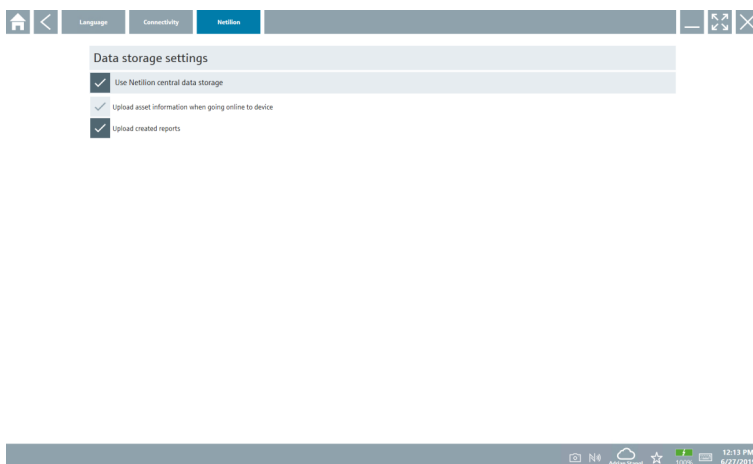 Language Connectivity Netilion
Data storage settings
Use Netilion central data storage
Upload asset information when going online to device
Upload created reports
100% 12:13 PM